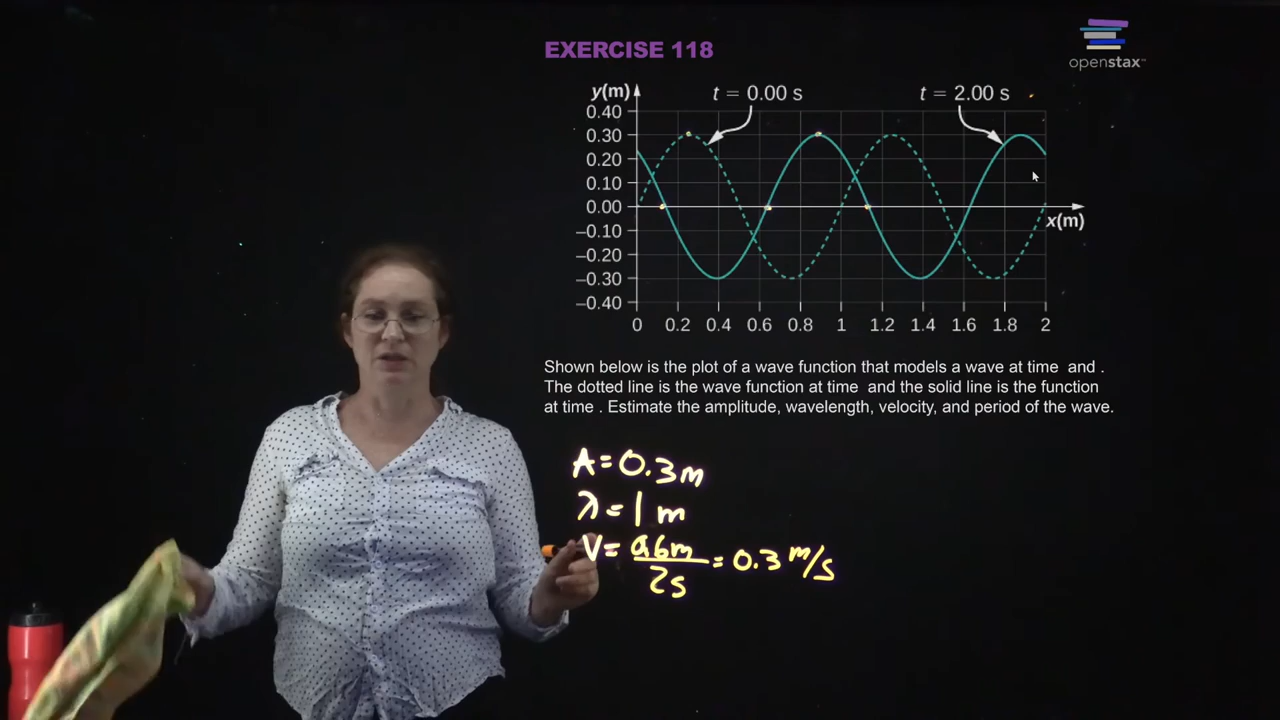 EXERCISE 118
openstax™
y(m)
t = 0.00 s
t = 2.00 s
0.40
0.30
0.20
0.10
0.00
–0.10
–0.20
–0.30
–0.40
x(m)
0 0.2 0.4 0.6 0.8 1 1.2 1.4 1.6 1.8 2
Shown below is the plot of a wave function that models a wave at time and .
The dotted line is the wave function at time and the solid line is the function
at time . Estimate the amplitude, wavelength, velocity, and period of the wave.
A = 0.3m
λ = 1 m
V = 0.6m / 2s = 0.3 m/s